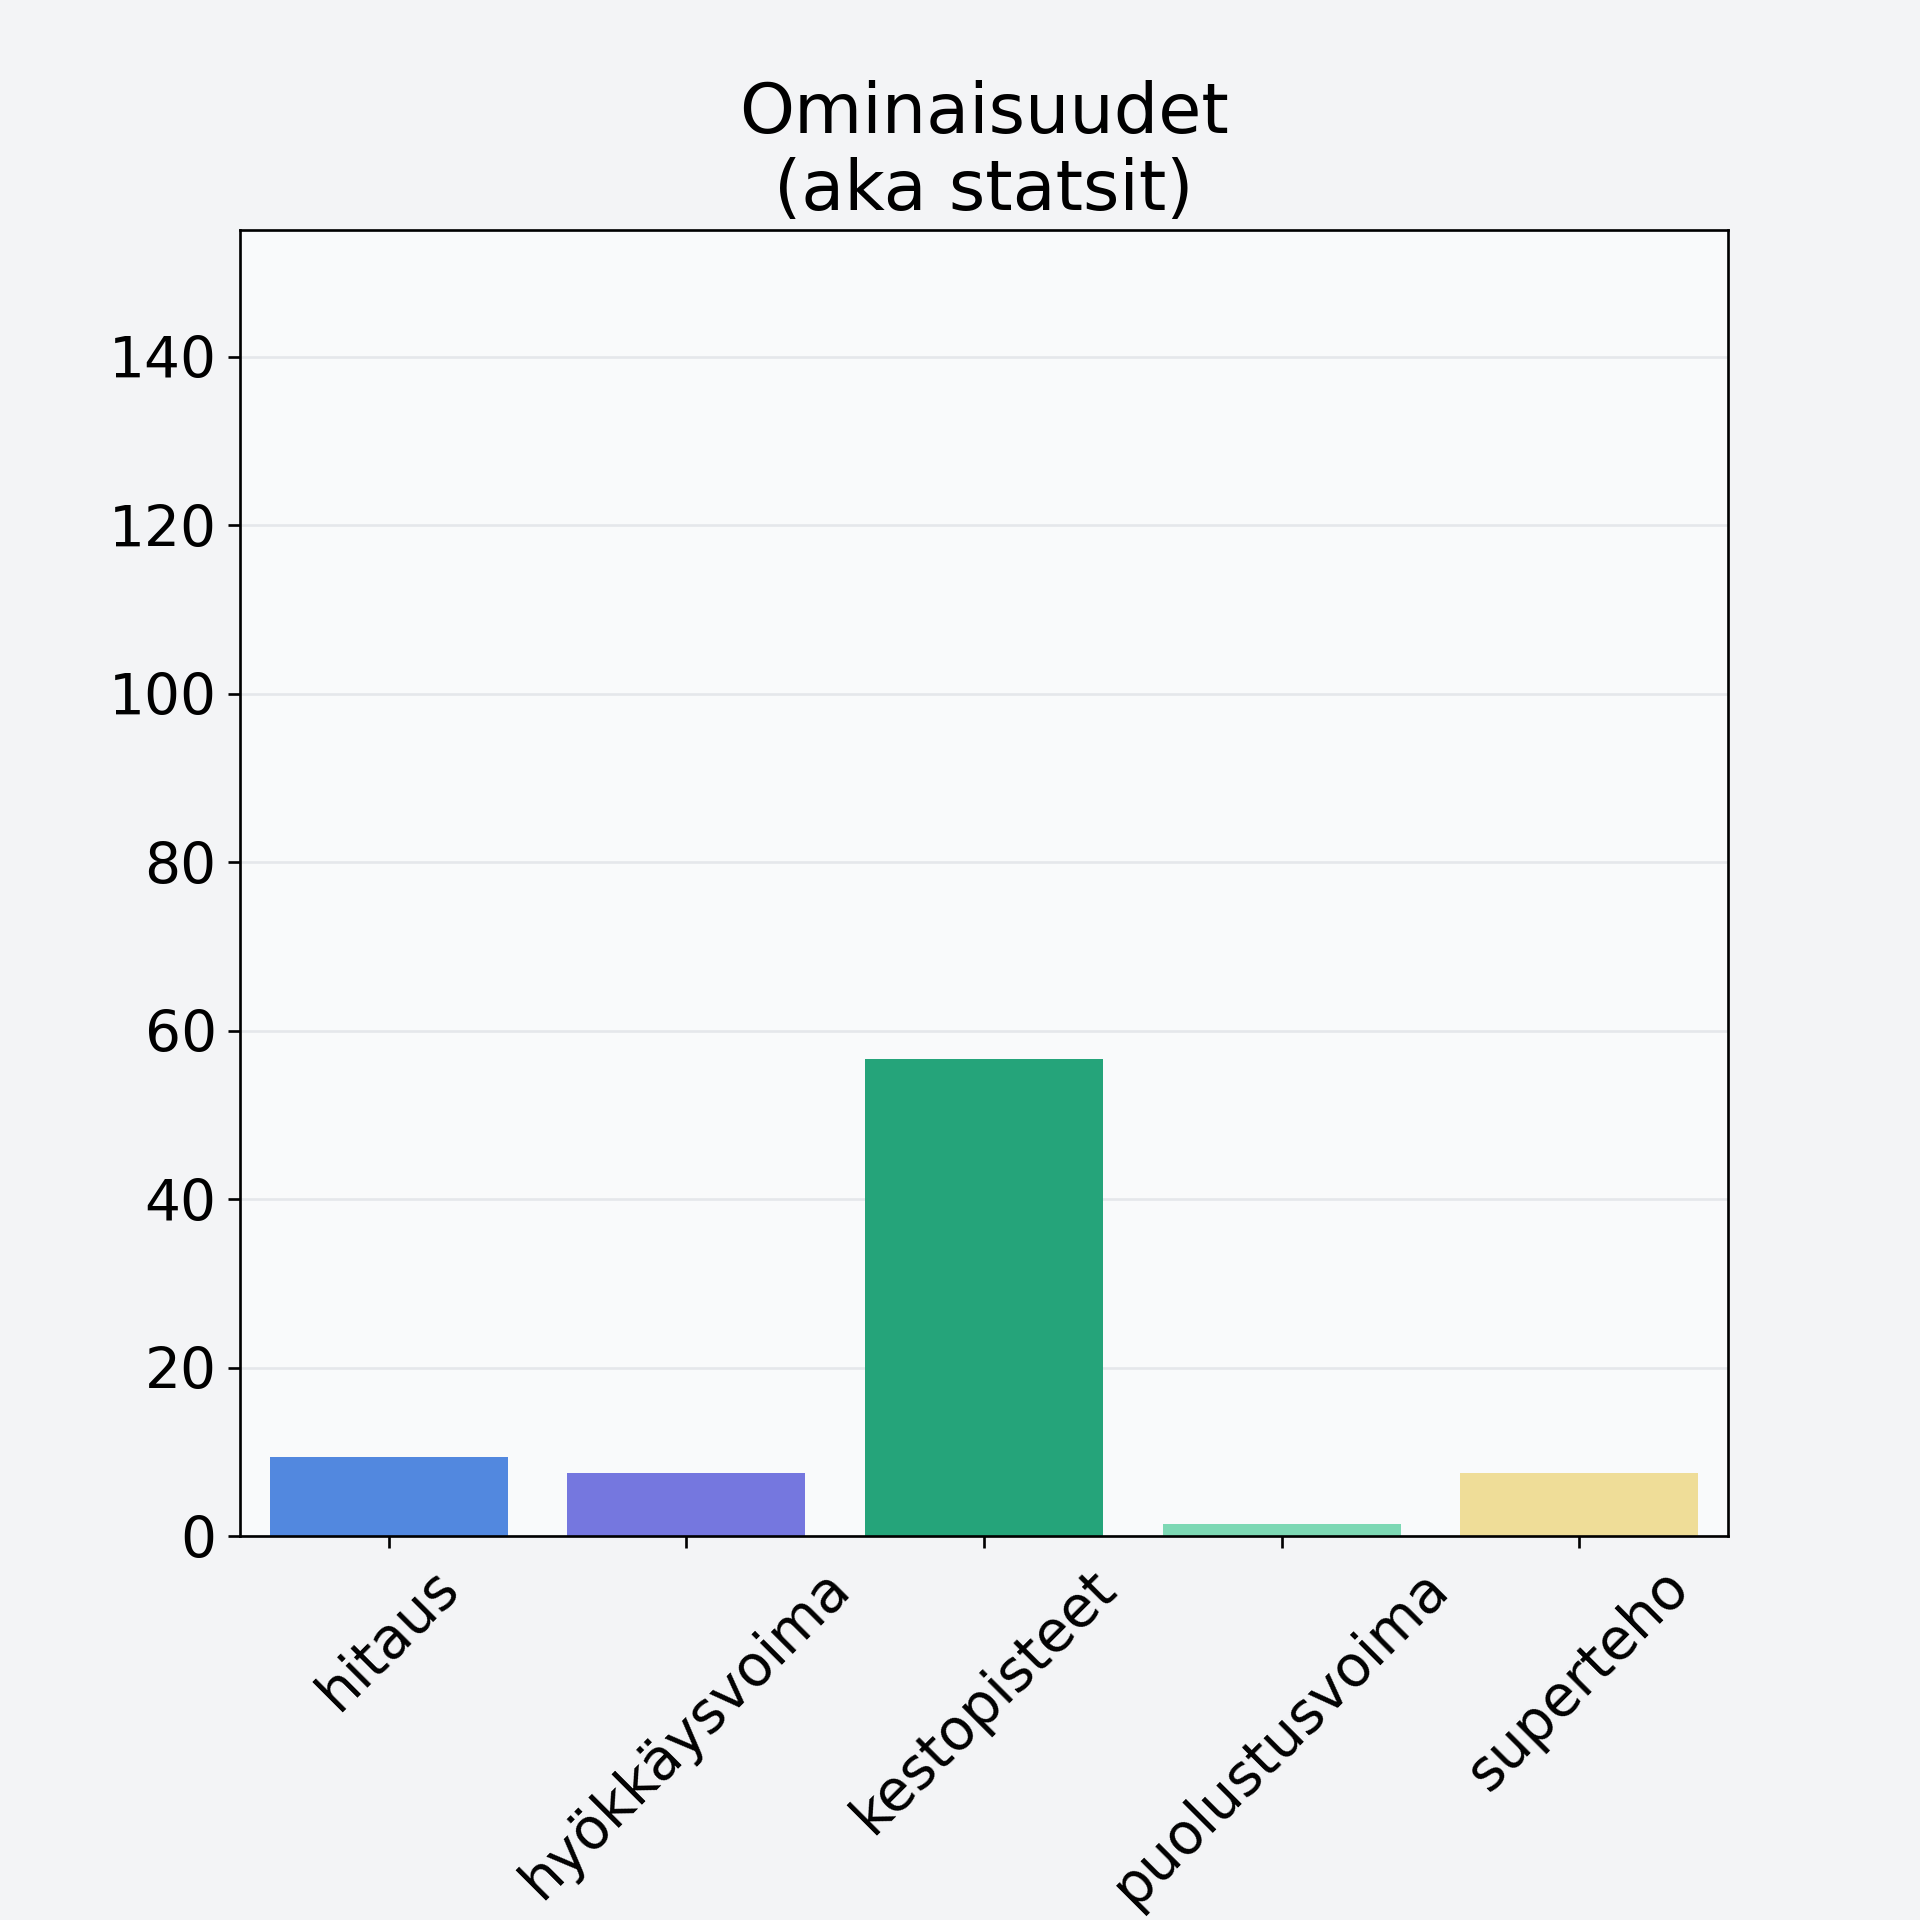 Ominaisuudet
(aka statsit)
140
120
100
80
60
40
20
0
hitaus
hyökkäysvoima
kestopisteet
puolustusvoima
superteho